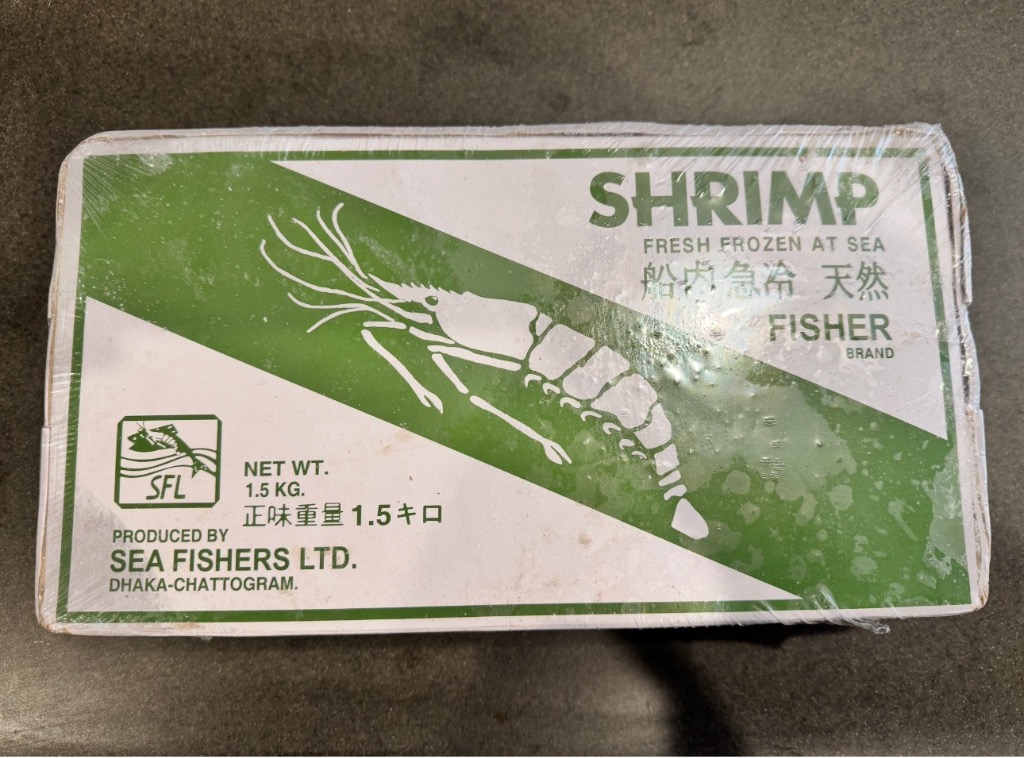 SHRIMP
FRESH FROZEN AT SEA
船内急冷 天然
FISHER
BRAND
SFL
NET WT.
1.5 KG.
正味重量 1.5キロ
PRODUCED BY
SEA FISHERS LTD.
DHAKA-CHATTOGRAM.